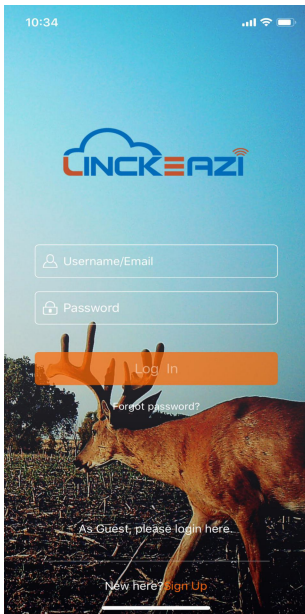 10:34
LINCKEAZI
Username/Email
Password
Log In
Forgot password?
As Guest, please login here.
New here?Sign Up